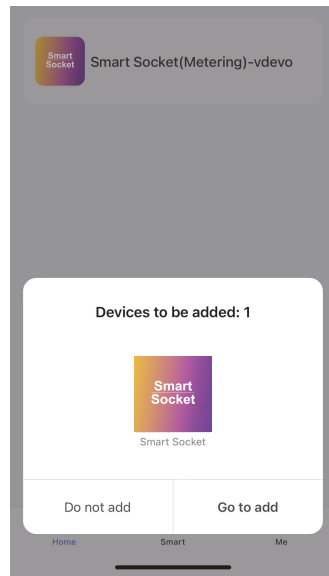 Smart
Socket
Smart Socket(Metering)-vdevo
Devices to be added: 1
Smart
Socket
Smart Socket
Do not add
Go to add
Home
Smart
Me